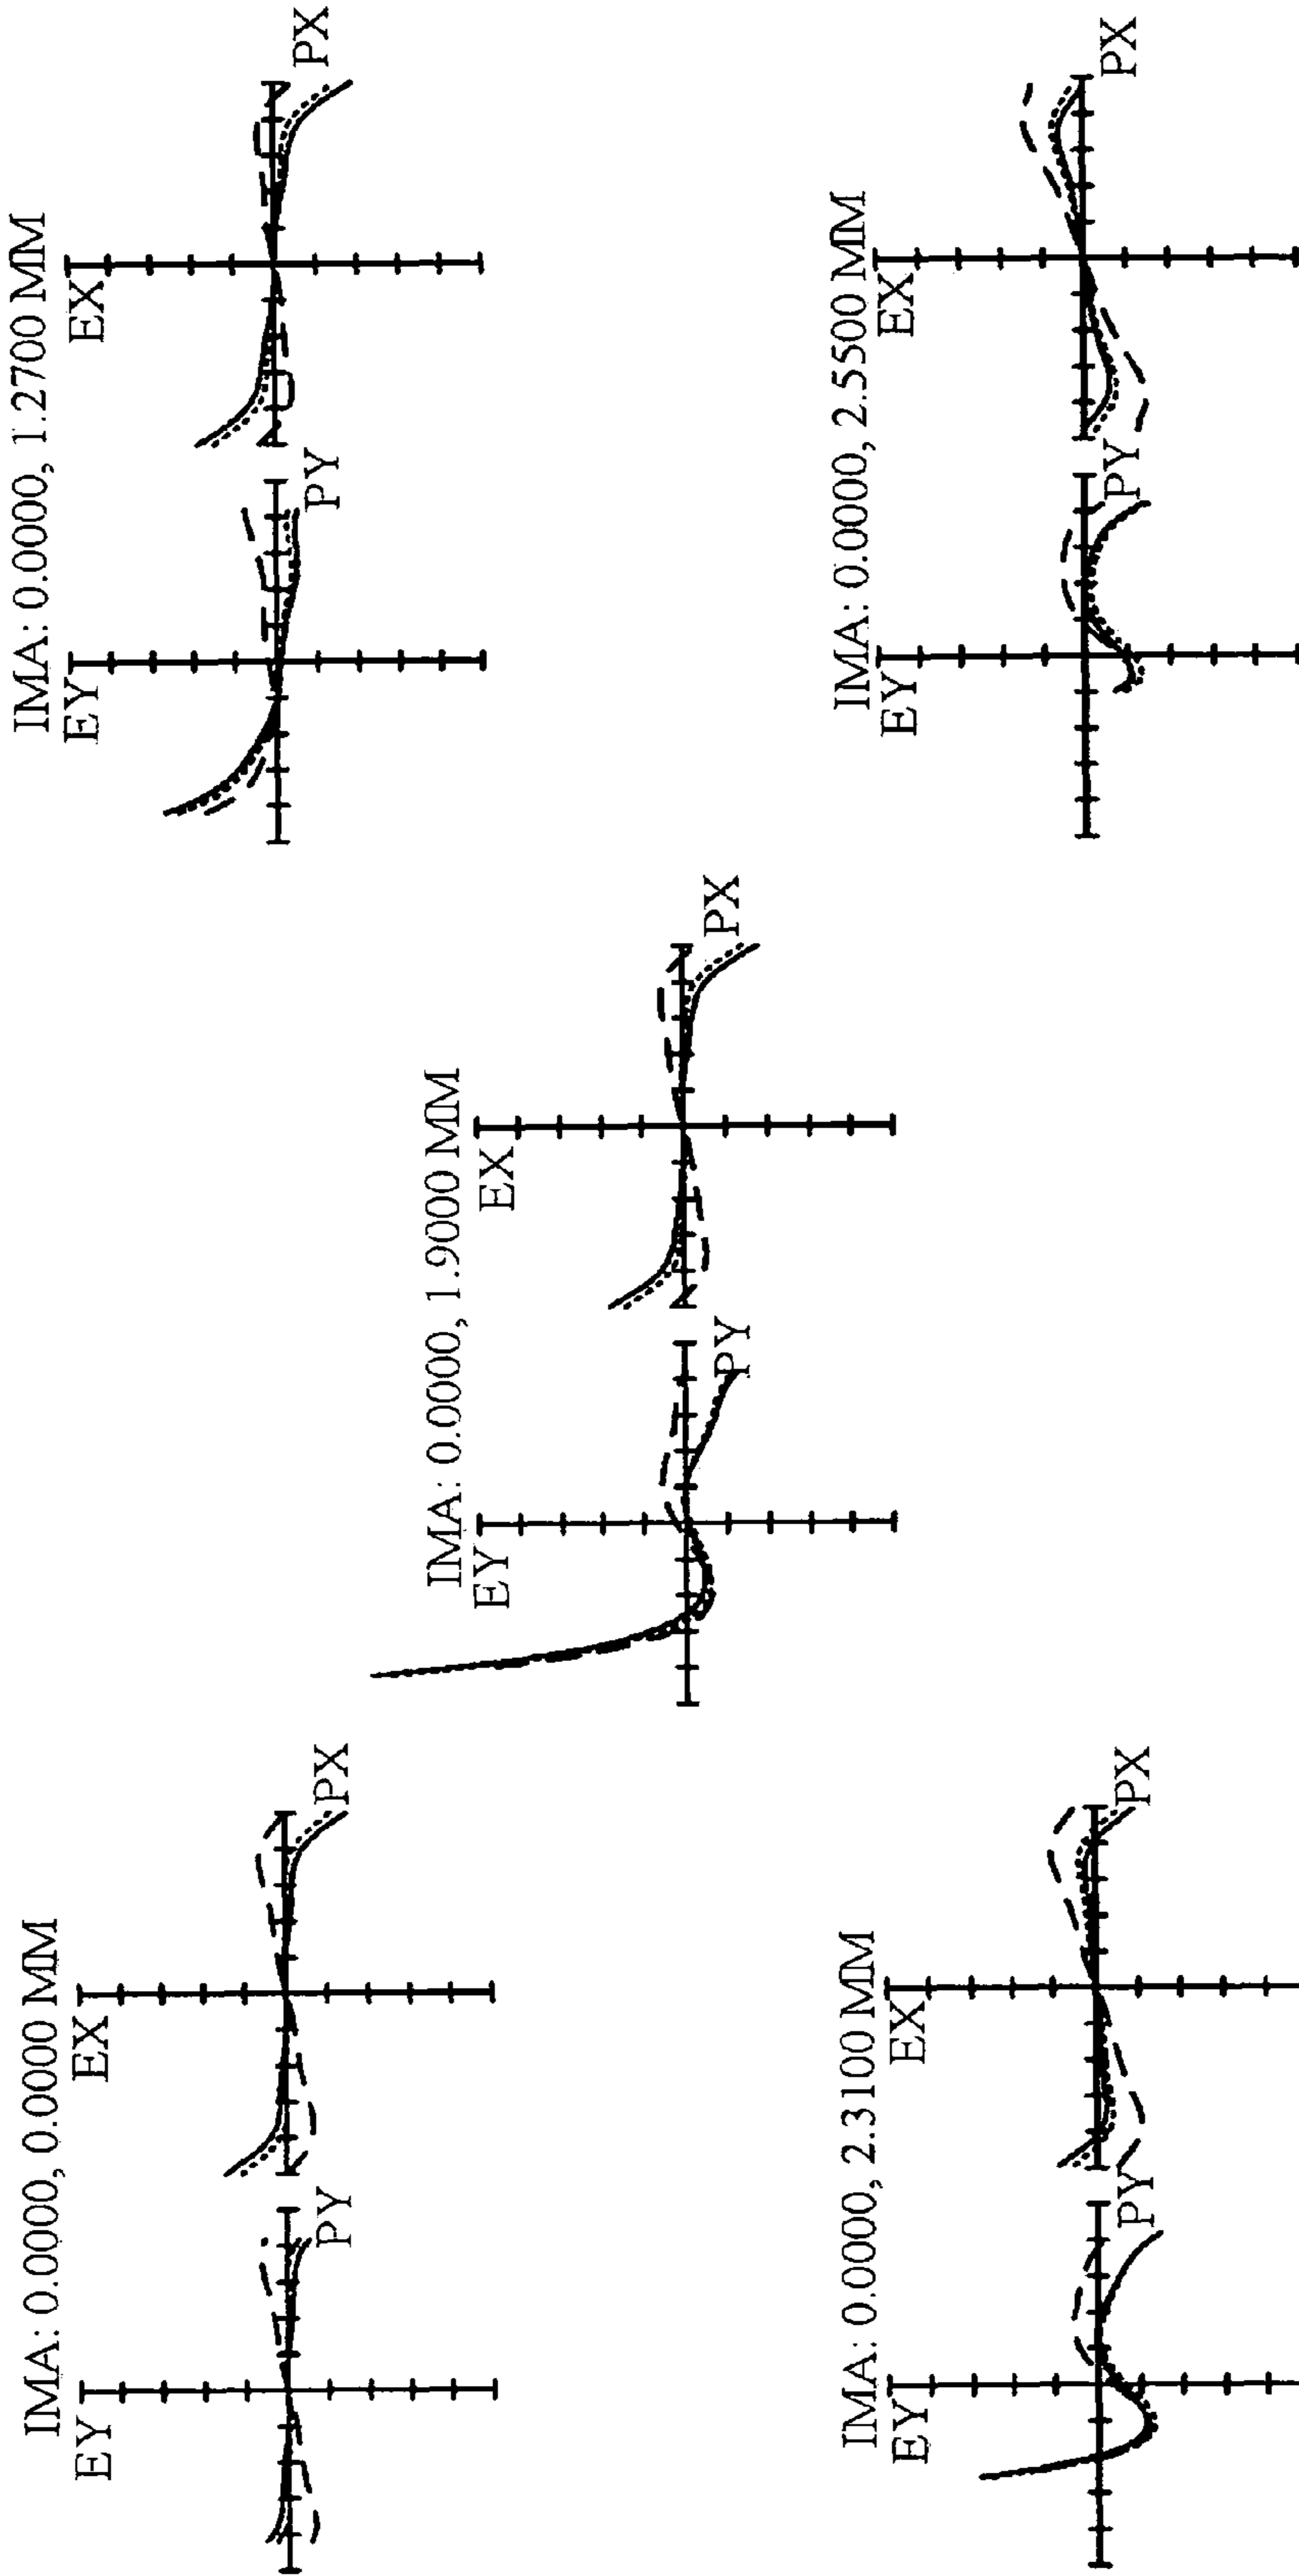 IMA: 0.0000, 0.0000 MM
EY
EX
PY
PX
IMA: 0.0000, 1.2700 MM
EY
EX
PY
PX
IMA: 0.0000, 1.9000 MM
EY
EX
PY
PX
IMA: 0.0000, 2.3100 MM
EY
EX
PY
PX
IMA: 0.0000, 2.5500 MM
EY
EX
PY
PX